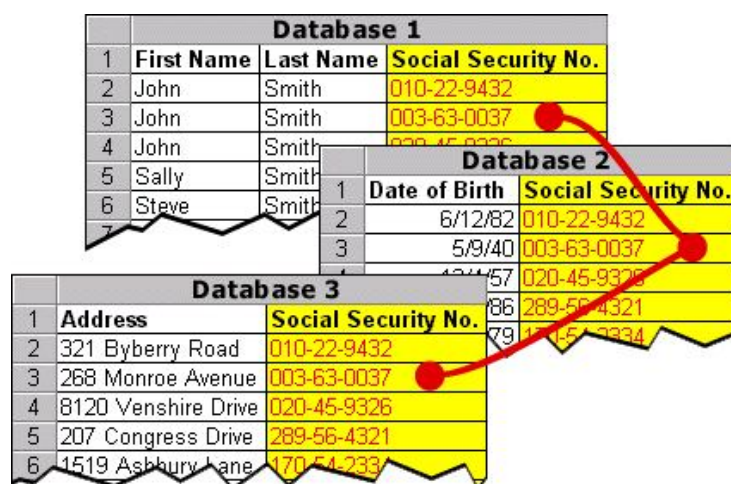 Database 1
1 First Name Last Name Social Security No.
2 John Smith 010-22-9432
3 John Smith 003-63-0037
4 John Smith
5 Sally Smith
6 Steve Smith
7
Database 2
1 Date of Birth Social Security No.
2 6/12/82 010-22-9432
3 5/9/40 003-63-0037
020-45-9326
289-56-4321
Database 3
1 Address Social Security No.
2 321 Byberry Road 010-22-9432
3 268 Monroe Avenue 003-63-0037
4 8120 Venshire Drive 020-45-9326
5 207 Congress Drive 289-56-4321
6 1519 Ashbury Lane 170-54-233